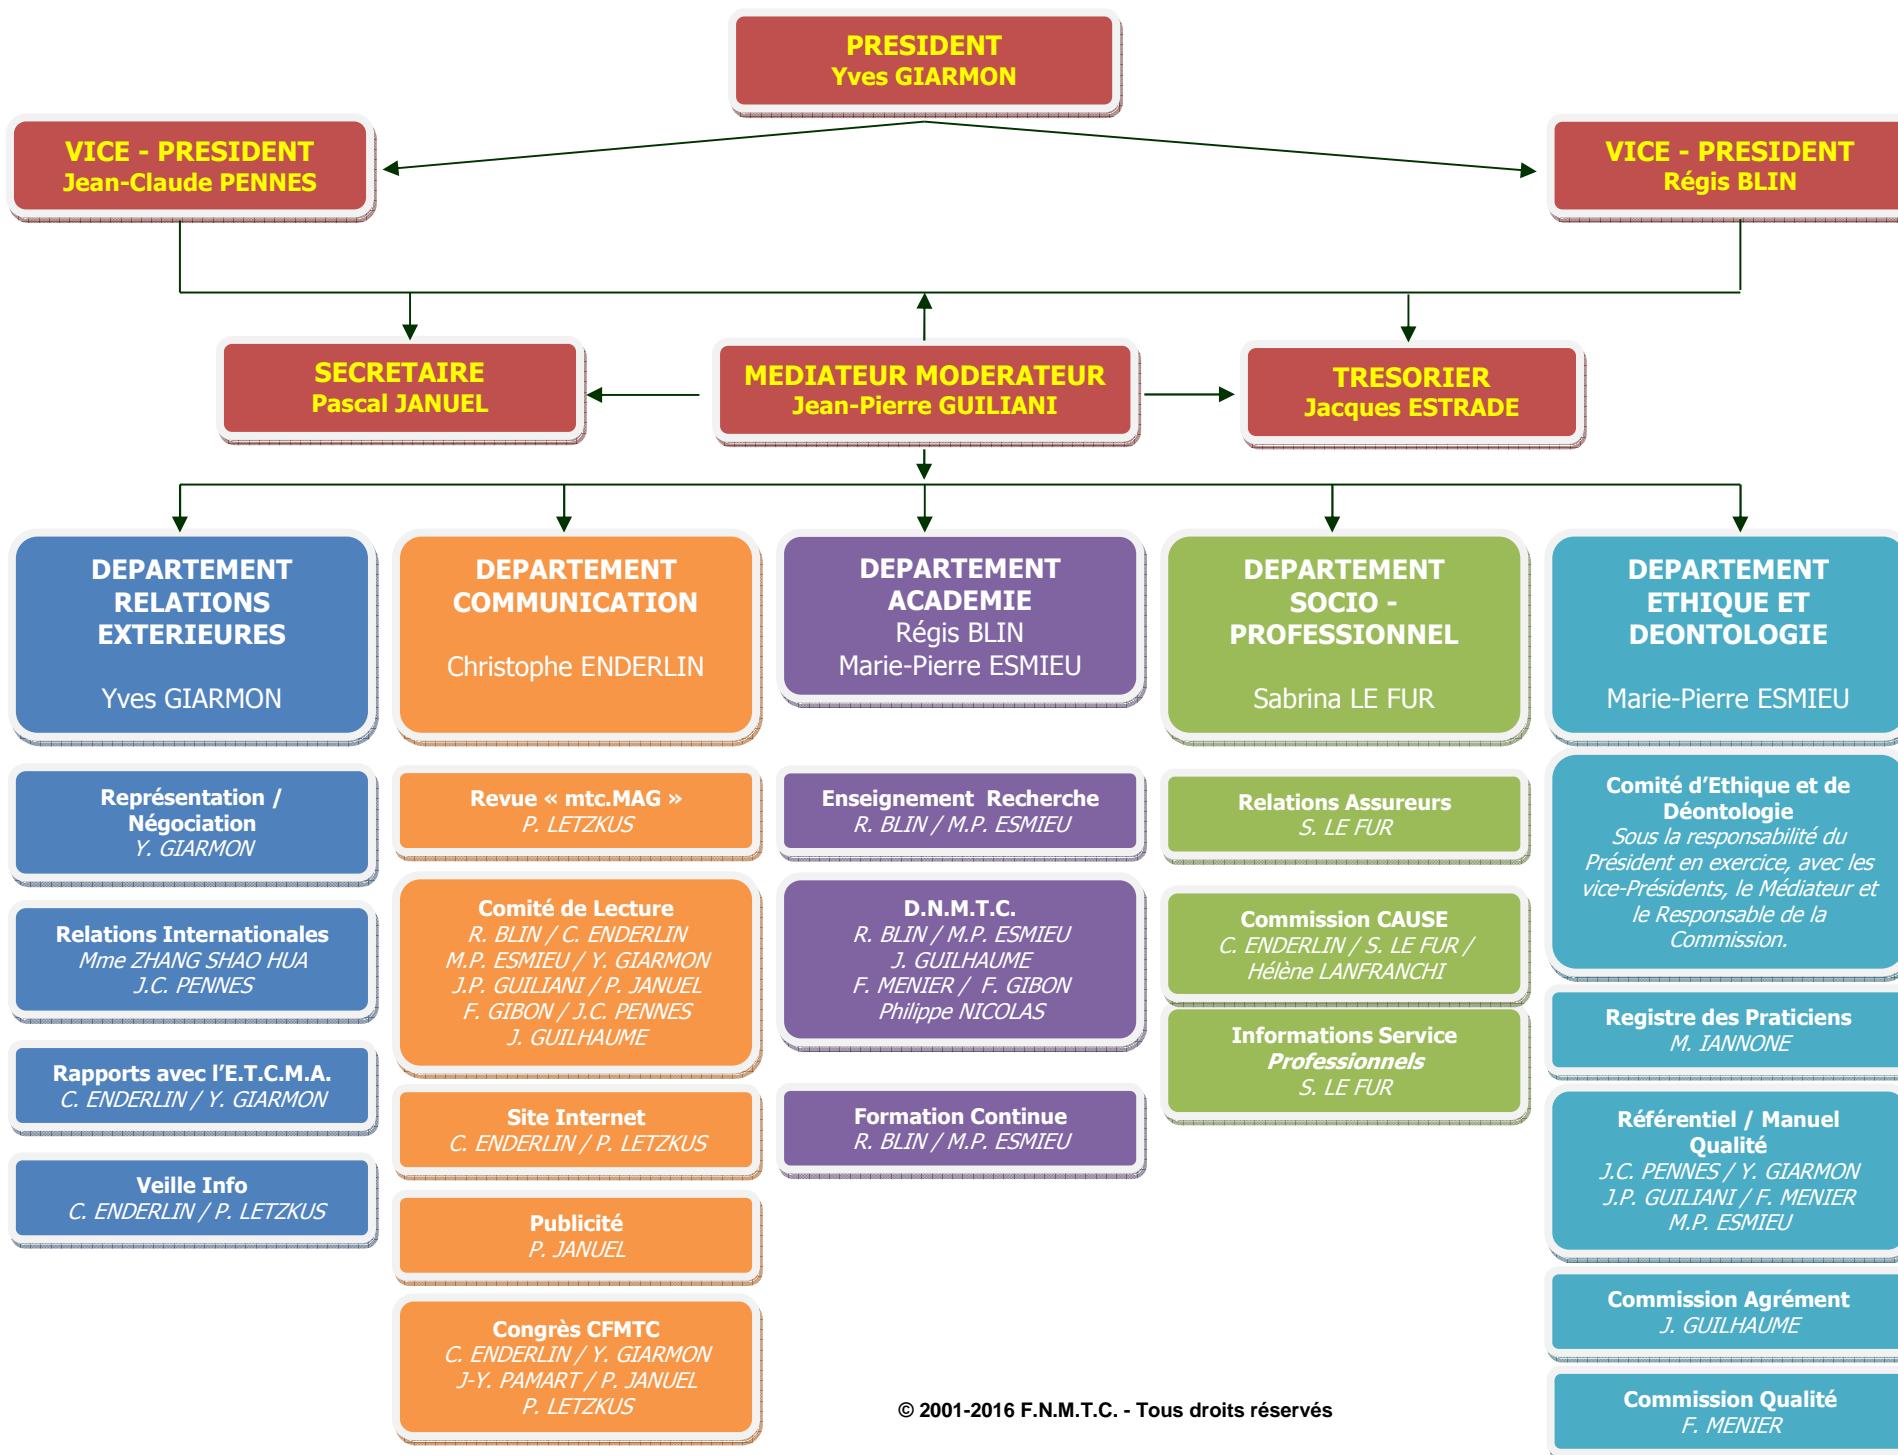 PRESIDENT
Yves GIARMON
VICE - PRESIDENT
Jean-Claude PENNES
VICE - PRESIDENT
Régis BLIN
SECRETAIRE
Pascal JANUEL
MEDIATEUR MODERATEUR
Jean-Pierre GUILIANI
TRESORIER
Jacques ESTRADE
DEPARTEMENT
RELATIONS
EXTERIEURES
Yves GIARMON
Représentation /
Négociation
Y. GIARMON
Relations Internationales
Mme ZHANG SHAO HUA
J.C. PENNES
Rapports avec l'E.T.C.M.A.
C. ENDERLIN / Y. GIARMON
Veille Info
C. ENDERLIN / P. LETZKUS
DEPARTEMENT
COMMUNICATION
Christophe ENDERLIN
Revue « mtc.MAG »
P. LETZKUS
Comité de Lecture
R. BLIN / C. ENDERLIN
M.P. ESMIEU / Y. GIARMON
J.P. GUILIANI / P. JANUEL
F. GIBON / J.C. PENNES
J. GUILHAUME
Site Internet
C. ENDERLIN / P. LETZKUS
Publicité
P. JANUEL
Congrès CFMTC
C. ENDERLIN / Y. GIARMON
J-Y. PAMART / P. JANUEL
P. LETZKUS
DEPARTEMENT
ACADEMIE
Régis BLIN
Marie-Pierre ESMIEU
Enseignement Recherche
R. BLIN / M.P. ESMIEU
D.N.M.T.C.
R. BLIN / M.P. ESMIEU
J. GUILHAUME
F. MENIER / F. GIBON
Philippe NICOLAS
Formation Continue
R. BLIN / M.P. ESMIEU
DEPARTEMENT
SOCIO -
PROFESSIONNEL
Sabrina LE FUR
Relations Assureurs
S. LE FUR
Commission CAUSE
C. ENDERLIN / S. LE FUR /
Hélène LANFRANCHI
Informations Service
Professionnels
S. LE FUR
DEPARTEMENT
ETHIQUE ET
DEONTOLOGIE
Marie-Pierre ESMIEU
Comité d'Ethique et de
Déontologie
Sous la responsabilité du
Président en exercice, avec les
vice-Présidents, le Médiateur et
le Responsable de la
Commission.
Registre des Praticiens
M. IANNONE
Référentiel / Manuel
Qualité
J.C. PENNES / Y. GIARMON
J.P. GUILIANI / F. MENIER
M.P. ESMIEU
Commission Agrément
J. GUILHAUME
Commission Qualité
F. MENIER
© 2001-2016 F.N.M.T.C. - Tous droits réservés